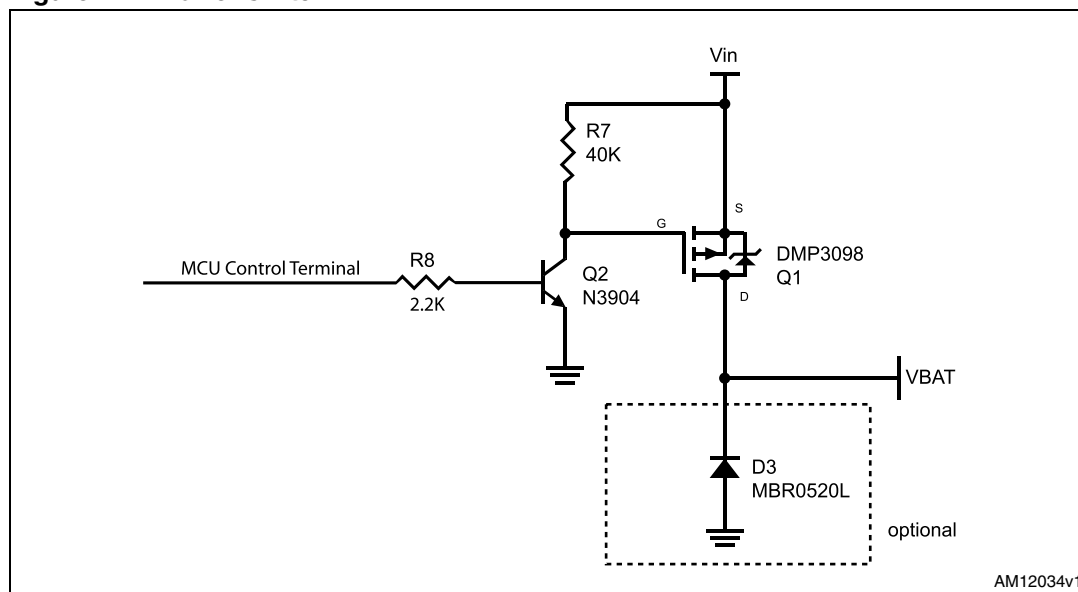 Vin
R7
40K
S
G
DMP3098
Q1
MCU Control Terminal
R8
2.2K
Q2
N3904
D
VBAT
D3
MBR0520L
optional
AM12034v1